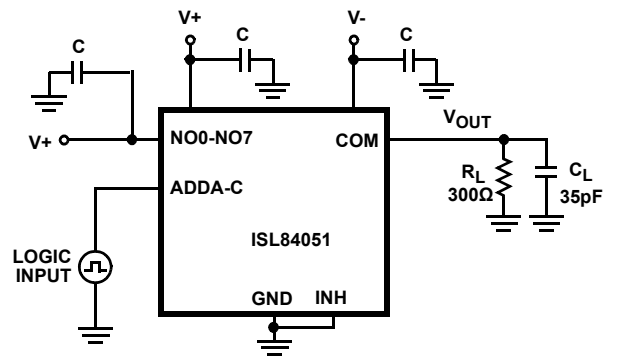 V+
V-
C
C
C
V+
NO0-NO7
COM
VOUT
ADDA-C
RL
300Ω
CL
35pF
ISL84051
LOGIC
INPUT
GND
INH